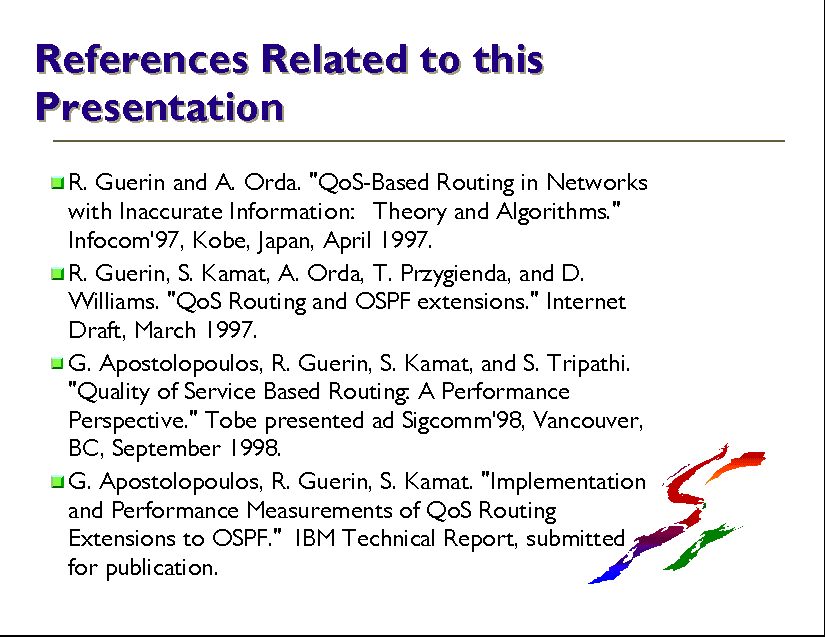 References Related to this
Presentation
R. Guerin and A. Orda. "QoS-Based Routing in Networks
with Inaccurate Information: Theory and Algorithms."
Infocom'97, Kobe, Japan, April 1997.
R. Guerin, S. Kamat, A. Orda, T. Przygienda, and D.
Williams. "QoS Routing and OSPF extensions." Internet
Draft, March 1997.
G. Apostolopoulos, R. Guerin, S. Kamat, and S. Tripathi.
"Quality of Service Based Routing: A Performance
Perspective." Tobe presented ad Sigcomm'98, Vancouver,
BC, September 1998.
G. Apostolopoulos, R. Guerin, S. Kamat. "Implementation
and Performance Measurements of QoS Routing
Extensions to OSPF." IBM Technical Report, submitted
for publication.